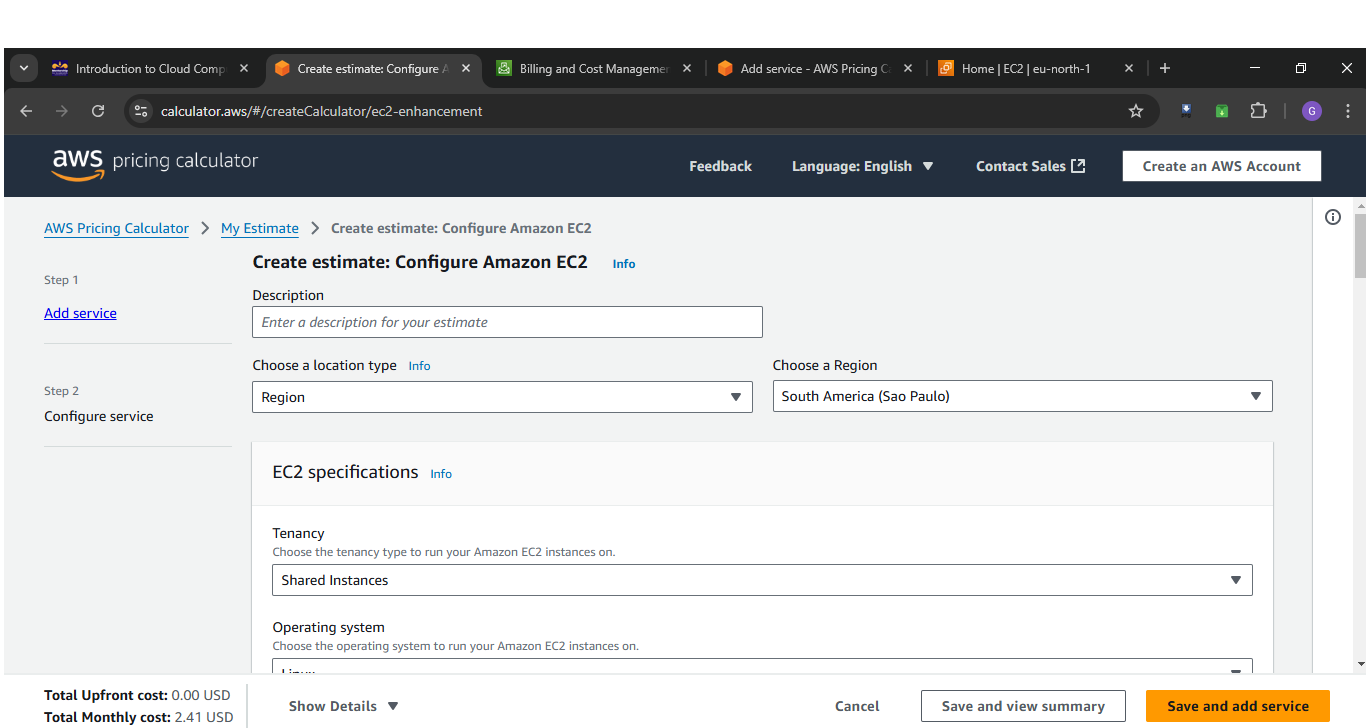 Introduction to Cloud Comp
Create estimate: Configure A
Billing and Cost Managemen
Add service - AWS Pricing Ca
Home | EC2 | eu-north-1
calculator.aws/#/createCalculator/ec2-enhancement
G
aws pricing calculator
Feedback
Language: English
Contact Sales
Create an AWS Account
AWS Pricing Calculator
My Estimate
Create estimate: Configure Amazon EC2
Step 1
Add service
Step 2
Configure service
Create estimate: Configure Amazon EC2 Info
Description
Enter a description for your estimate
Choose a location type Info
Region
Choose a Region
South America (Sao Paulo)
EC2 specifications Info
Tenancy
Choose the tenancy type to run your Amazon EC2 instances on.
Shared Instances
Operating system
Choose the operating system to run your Amazon EC2 instances on.
Linux
Total Upfront cost: 0.00 USD
Total Monthly cost: 2.41 USD
Show Details
Cancel
Save and view summary
Save and add service